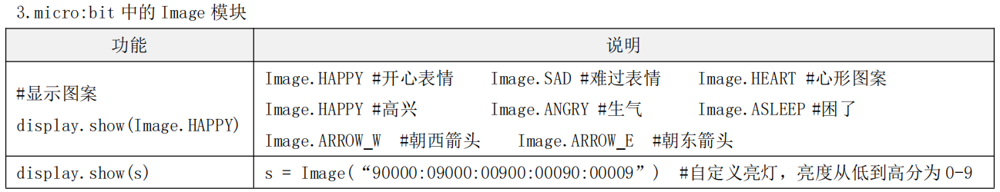 3.micro:bit 中的 Image 模块
功能 说明
#显示图案
display.show(Image.HAPPY)
Image.HAPPY #开心表情 Image.SAD #难过表情 Image.HEART #心形图案
Image.HAPPY #高兴 Image.ANGRY #生气 Image.ASLEEP #困了
Image.ARROW_W #朝西箭头 Image.ARROW_E #朝东箭头
display.show(s) s = Image(“90000:09000:00900:00090:00009”) #自定义亮灯，亮度从低到高分为 0-9